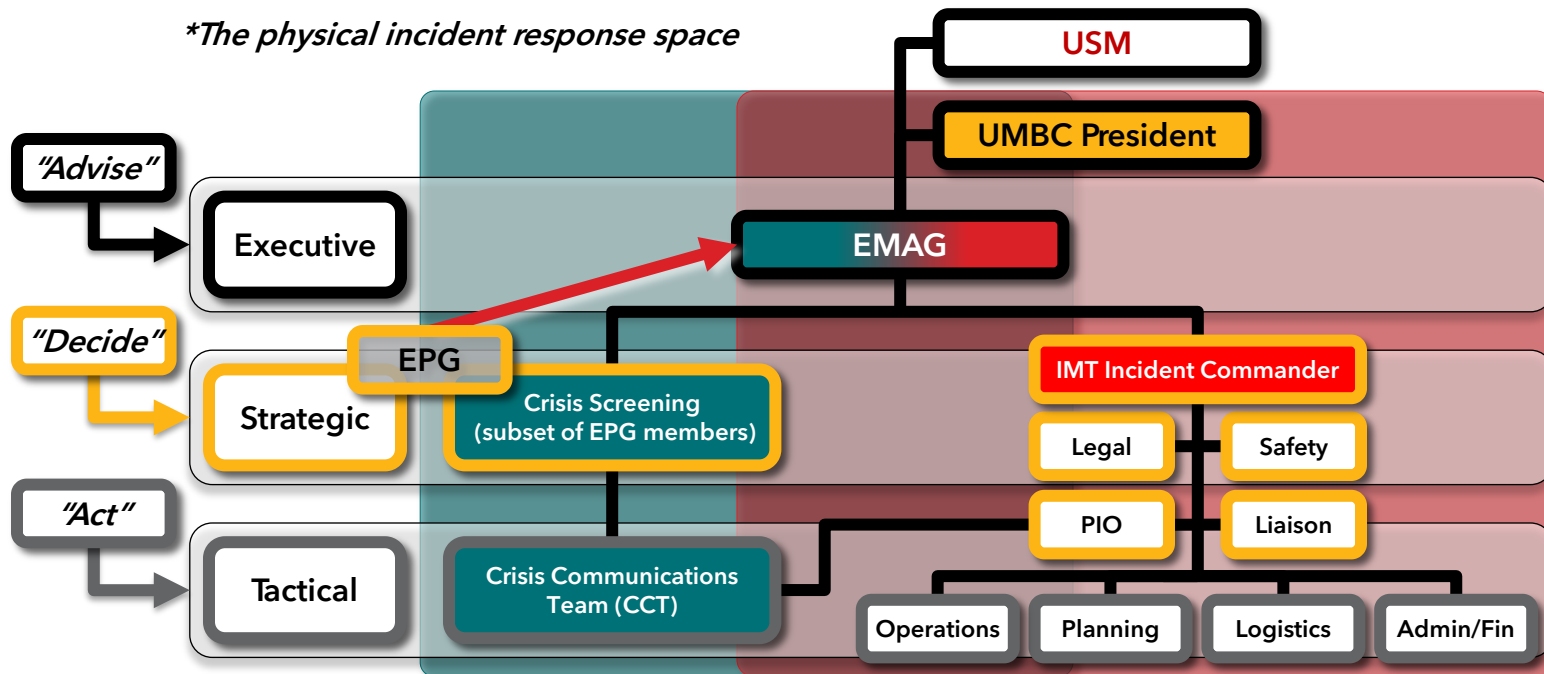 *The physical incident response space
USM
UMBC President
"Advise"
Executive
EMAG
"Decide"
EPG
Strategic
Crisis Screening
(subset of EPG members)
IMT Incident Commander
Legal
Safety
"Act"
PIO
Liaison
Tactical
Crisis Communications
Team (CCT)
Operations
Planning
Logistics
Admin/Fin